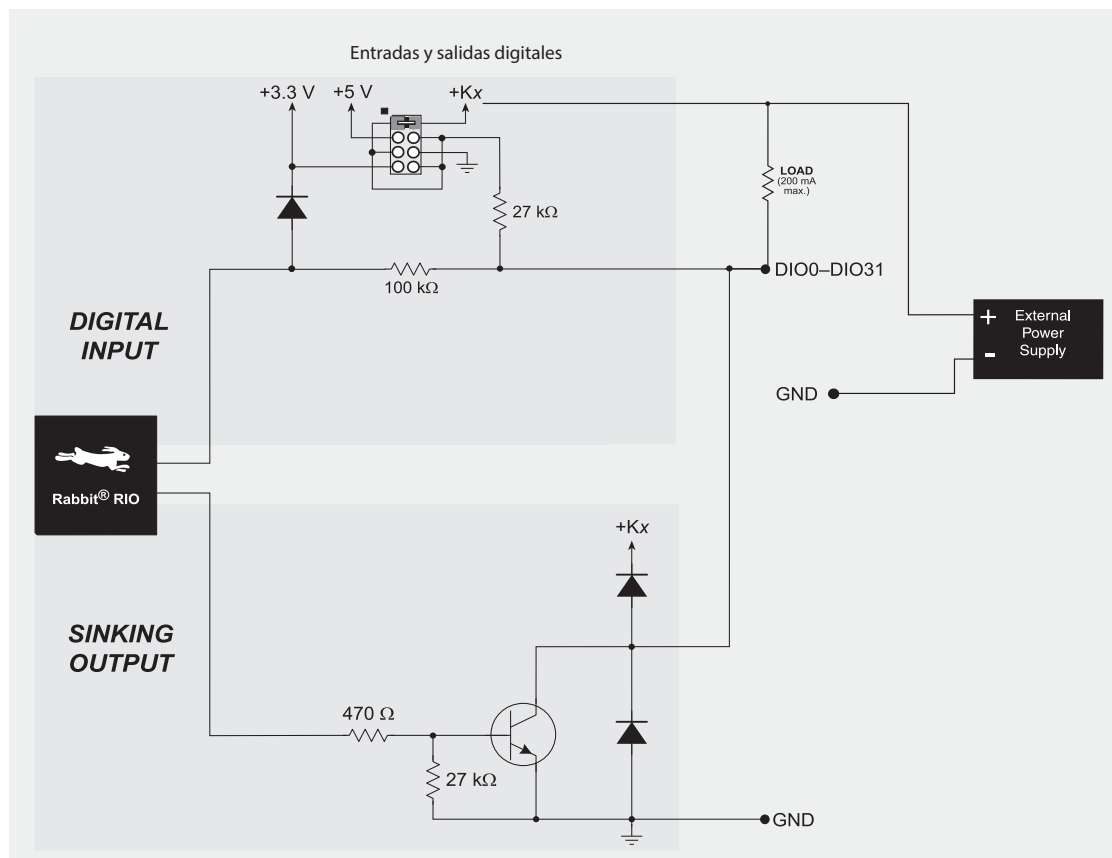 Entradas y salidas digitales
+3.3 V
+5 V
+Kx
LOAD
(200 mA
max.)
27 kΩ
100 kΩ
DIO0–DIO31
DIGITAL
INPUT
+
External
Power
Supply
-
GND
Rabbit® RIO
+Kx
SINKING
OUTPUT
470 Ω
27 kΩ
GND